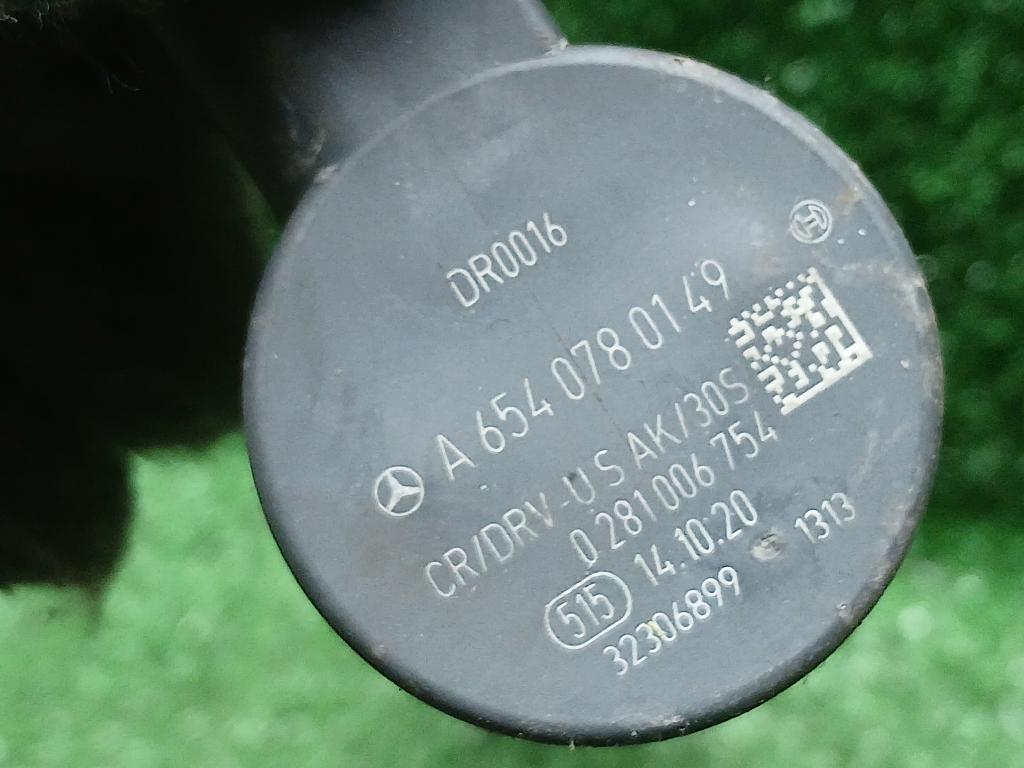 DR0016
A 654 078 01 49
CR/DRV-U S AK/30S
0 281 006 754
515 14.10.20
32306899 1313